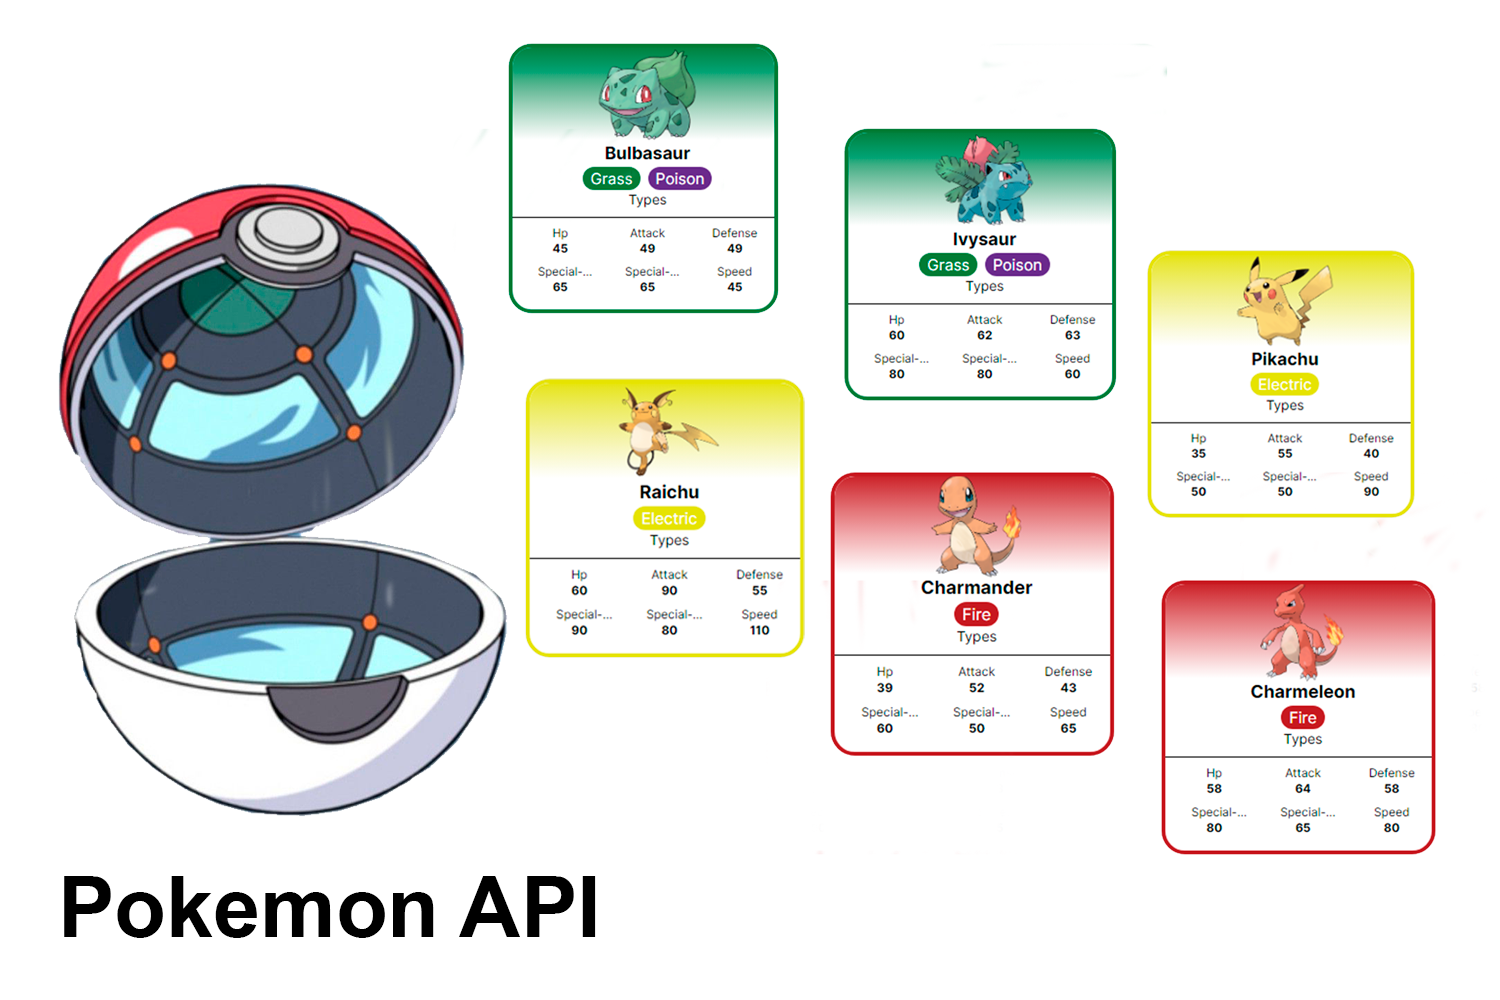 Bulbasaur
Grass Poison
Types
Hp Attack Defense
45 49 49
Special-... Special-... Speed
65 65 45
Ivysaur
Grass Poison
Types
Hp Attack Defense
60 62 63
Special-... Special-... Speed
80 80 60
Pikachu
Electric
Types
Hp Attack Defense
35 55 40
Special-... Special-... Speed
50 50 90
Raichu
Electric
Types
Hp Attack Defense
60 90 55
Special-... Special-... Speed
90 80 110
Charmander
Fire
Types
Hp Attack Defense
39 52 43
Special-... Special-... Speed
60 50 65
Charmeleon
Fire
Types
Hp Attack Defense
58 64 58
Special-... Special-... Speed
80 65 80
Pokemon API